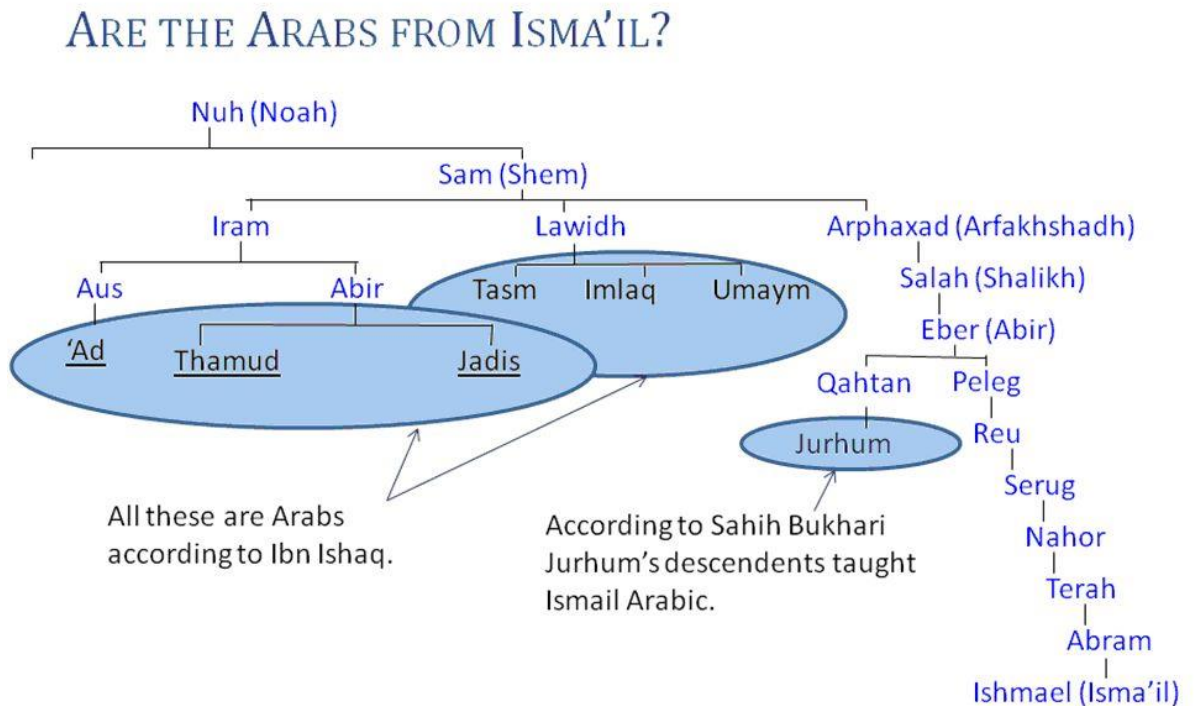 ARE THE ARABS FROM ISMA'IL?
Nuh (Noah)
Sam (Shem)
Iram
Lawidh
Arphaxad (Arfakhshadh)
Aus
Abir
Tasm
Imlaq
Umaym
Salah (Shalikh)
Eber (Abir)
'Ad
Thamud
Jadis
Qahtan
Peleg
Jurhum
Reu
Serug
Nahor
Terah
Abram
Ishmael (Isma'il)
All these are Arabs
according to Ibn Ishaq.
According to Sahih Bukhari
Jurhum's descendents taught
Ismail Arabic.